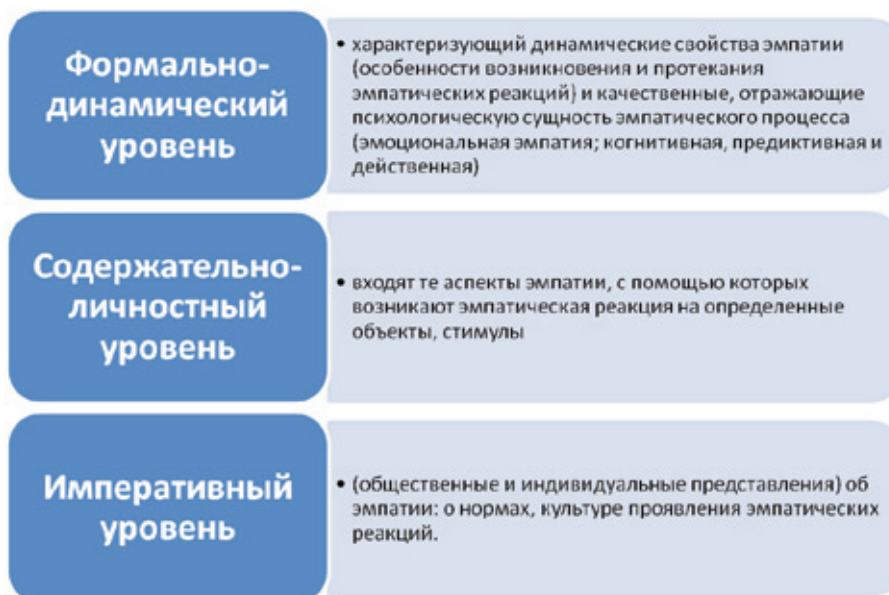 Формально-
динамический
уровень
• характеризующий динамические свойства эмпатии
(особенности возникновения и протекания
эмпатических реакций) и качественные, отражающие
психологическую сущность эмпатического процесса
(эмоциональная эмпатия; когнитивная, предиктивная и
действенная)
Содержательно-
личностный
уровень
• входят те аспекты эмпатии, с помощью которых
возникают эмпатическая реакция на определенные
объекты, стимулы
Императивный
уровень
• (общественные и индивидуальные представления) об
эмпатии: о нормах, культуре проявления эмпатических
реакций.